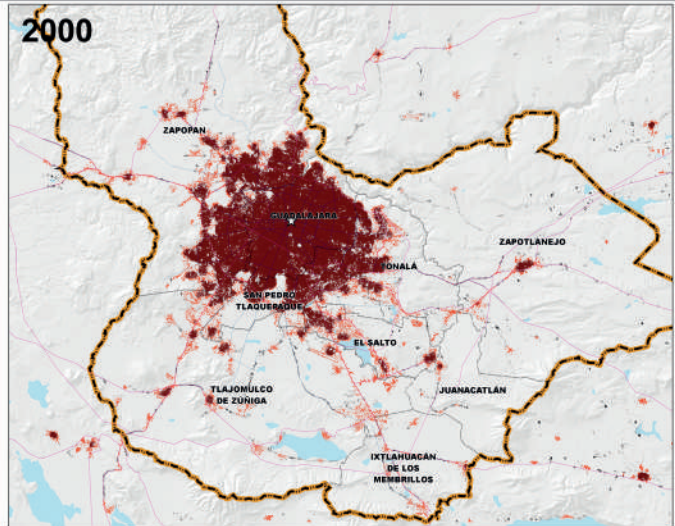 2000
ZAPOPAN
GUADALAJARA
ZAPOTLANEJO
TONALÁ
SAN PEDRO
TLAQUEPAQUE
EL SALTO
TLAJOMULCO
DE ZÚÑIGA
JUANACATLÁN
IXTLAHUACÁN
DE LOS
MEMBRILLOS